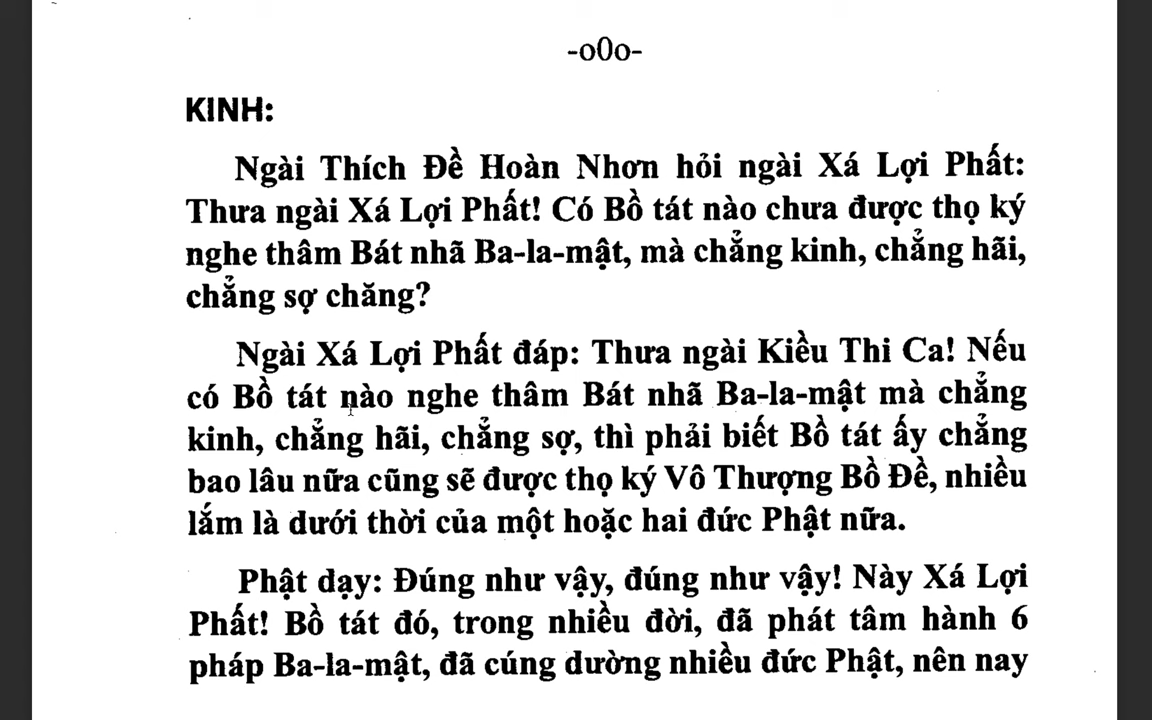 -o0o-
KINH:
Ngài Thích Đề Hoàn Nhơn hỏi ngài Xá Lợi Phất:
Thưa ngài Xá Lợi Phất! Có Bồ tát nào chưa được thọ ký
nghe thâm Bát nhã Ba-la-mật, mà chẳng kinh, chẳng hãi,
chẳng sợ chăng?
Ngài Xá Lợi Phất đáp: Thưa ngài Kiều Thi Ca! Nếu
có Bồ tát nào nghe thâm Bát nhã Ba-la-mật mà chẳng
kinh, chẳng hãi, chẳng sợ, thì phải biết Bồ tát ấy chẳng
bao lâu nữa cũng sẽ được thọ ký Vô Thượng Bồ Đề, nhiều
lắm là dưới thời của một hoặc hai đức Phật nữa.
Phật dạy: Đúng như vậy, đúng như vậy! Này Xá Lợi
Phất! Bồ tát đó, trong nhiều đời, đã phát tâm hành 6
pháp Ba-la-mật, đã cúng dường nhiều đức Phật, nên nay